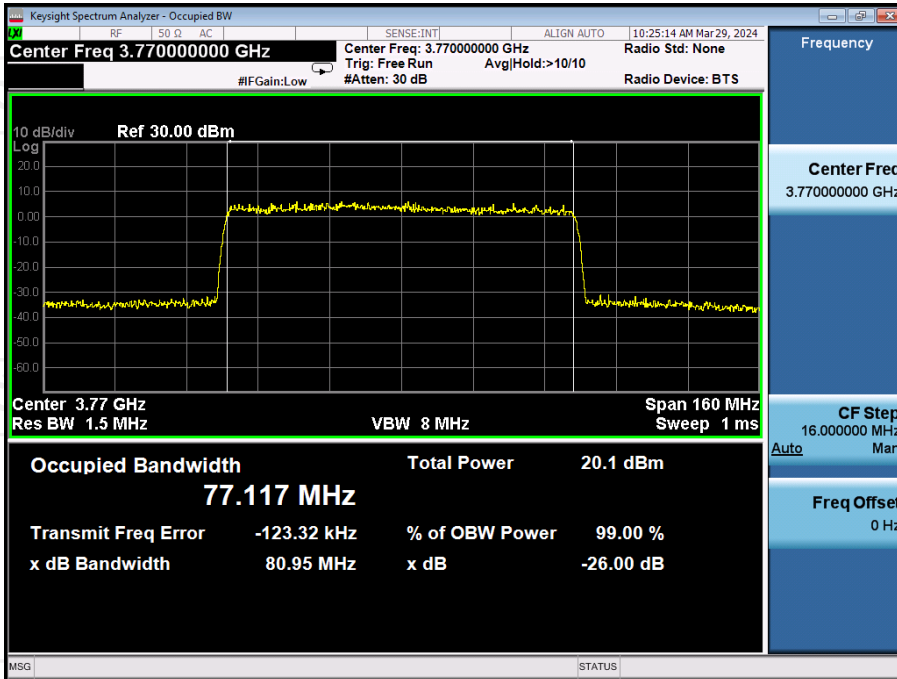 Keysight Spectrum Analyzer - Occupied BW
LXI RF 50 Ω AC SENSE:INT ALIGN AUTO 10:25:14 AM Mar 29, 2024
Center Freq 3.770000000 GHz
#IFGain:Low
Center Freq: 3.770000000 GHz
Trig: Free Run Avg|Hold:>10/10
#Atten: 30 dB
Radio Std: None
Radio Device: BTS
10 dB/div Ref 30.00 dBm
Log
20.0
10.0
0.00
-10.0
-20.0
-30.0
-40.0
-50.0
-60.0
Center 3.77 GHz Span 160 MHz
Res BW 1.5 MHz VBW 8 MHz Sweep 1 ms
Occupied Bandwidth Total Power 20.1 dBm
77.117 MHz
Transmit Freq Error -123.32 kHz % of OBW Power 99.00 %
x dB Bandwidth 80.95 MHz x dB -26.00 dB
MSG STATUS
Frequency
Center Freq
3.770000000 GHz
CF Step
16.000000 MHz
Auto Man
Freq Offset
0 Hz